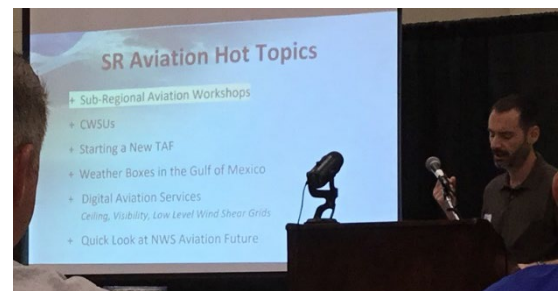 SR Aviation Hot Topics
+ Sub-Regional Aviation Workshops
+ CWSUs
+ Starting a New TAF
+ Weather Boxes in the Gulf of Mexico
+ Digital Aviation Services
Ceiling, Visibility, Low Level Wind Shear Grids
+ Quick Look at NWS Aviation Future